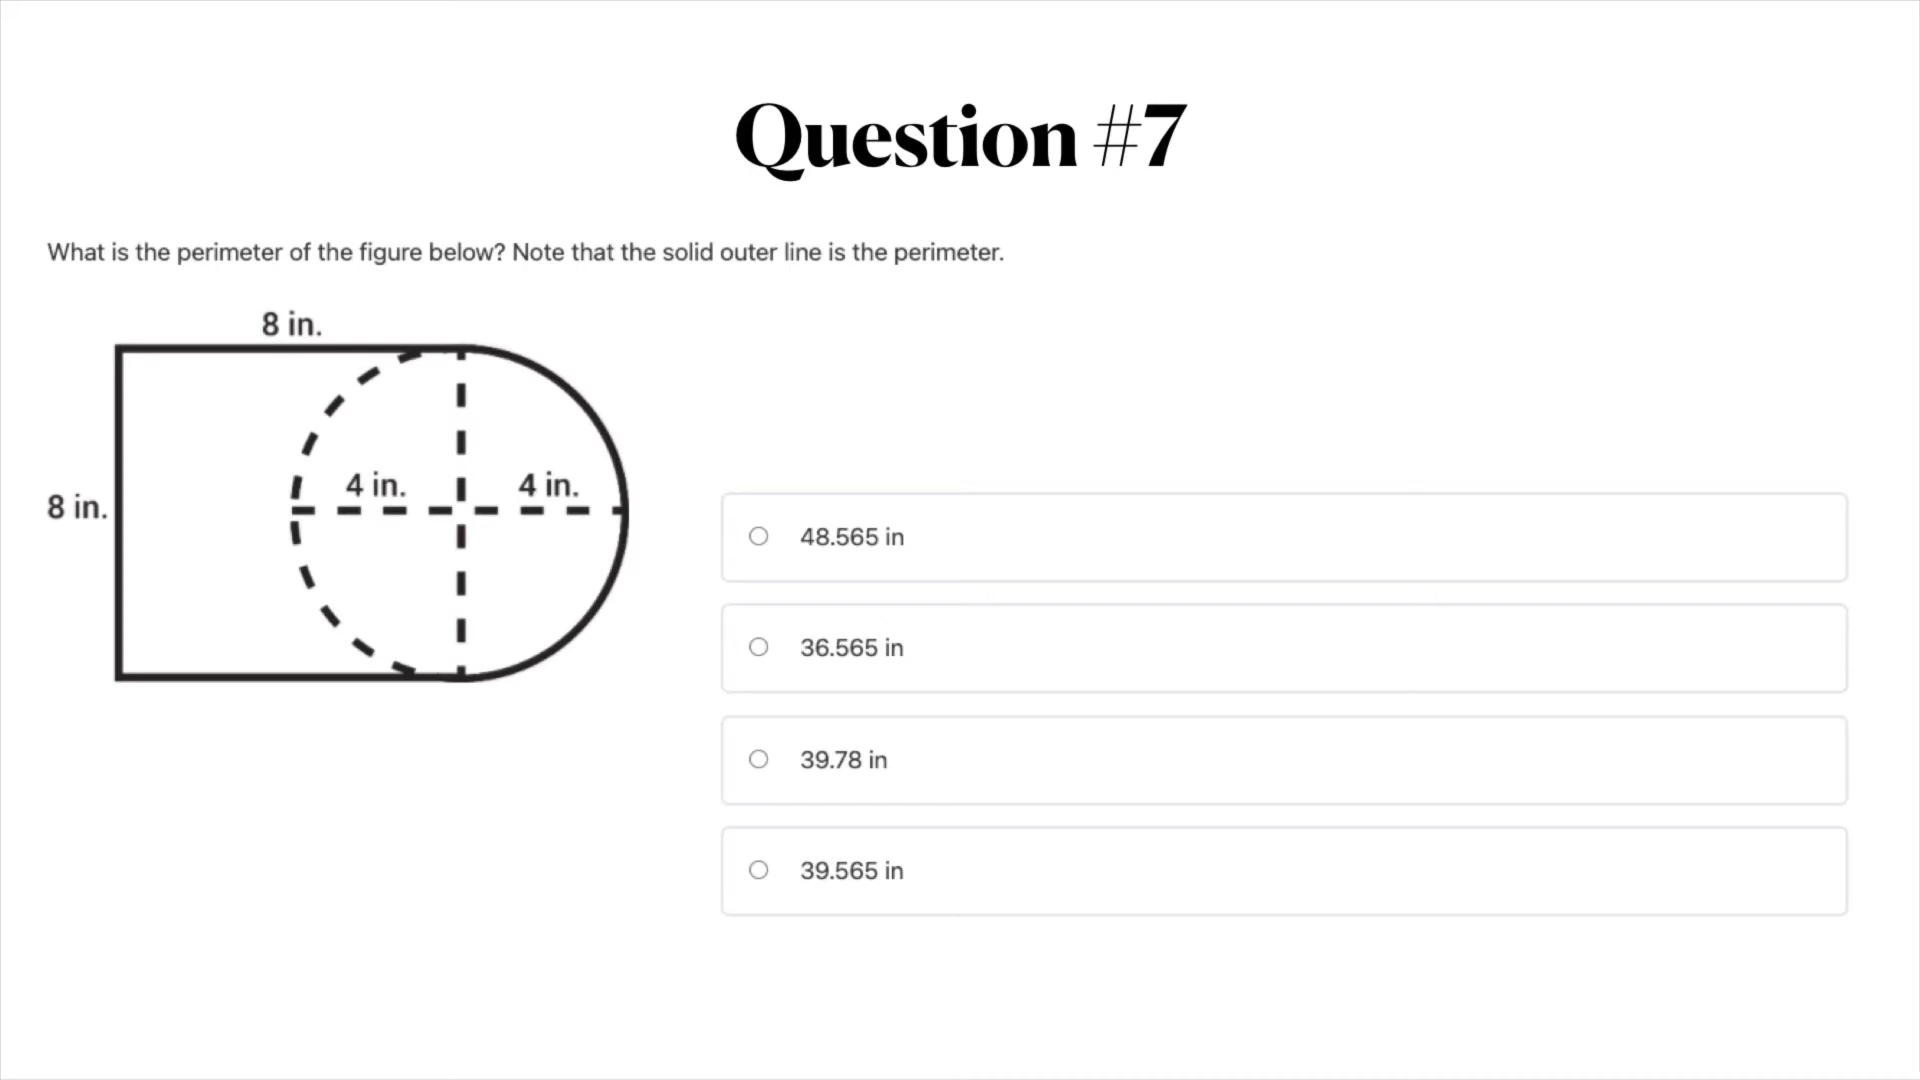 Question #7
What is the perimeter of the figure below? Note that the solid outer line is the perimeter.
8 in.
4 in. 4 in.
8 in.
48.565 in
36.565 in
39.78 in
39.565 in